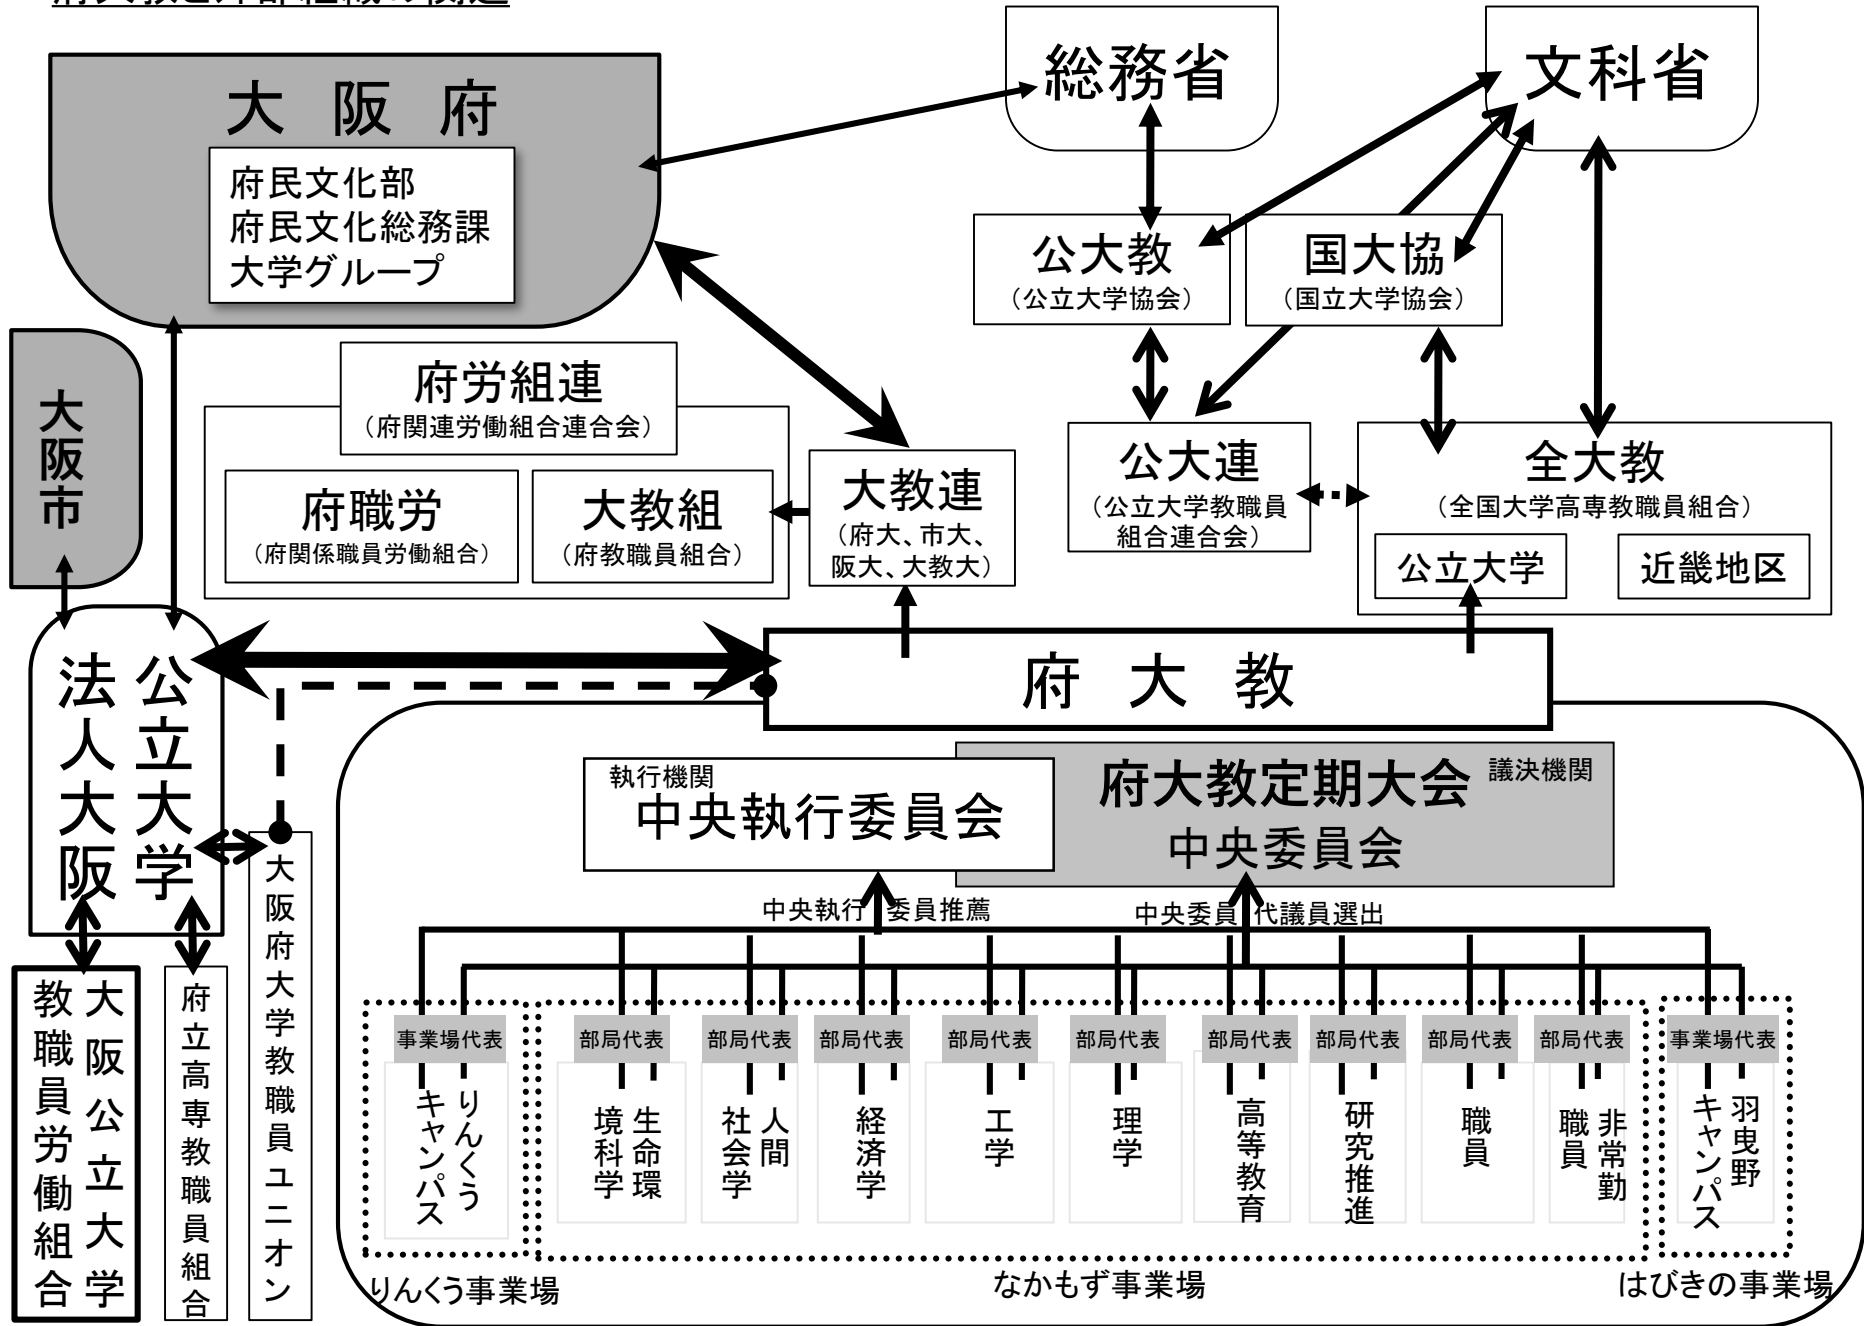 府大教と外部組織の関連
大 阪 府
府民文化部
府民文化総務課
大学グループ
総務省
文科省
公大教
（公立大学協会）
国大協
（国立大学協会）
大阪市
府労組連
（府関連労働組合連合会）
府職労
（府関係職員労働組合）
大教組
（府教職員組合）
大教連
（府大、市大、
阪大、大教大）
公大連
（公立大学教職員
組合連合会）
全大教
（全国大学高専教職員組合）
公立大学
近畿地区
公立大学
法人大阪
府 大 教
執行機関
中央執行委員会
府大教定期大会
議決機関
中央委員会
中央執行 委員推薦
中央委員 代議員選出
大阪公立大学
教職員労働組合
府立高専教職員組合
大阪府大学教職員ユニオン
事業場代表
りんくう
キャンパス
部局代表
生命環
境科学
部局代表
人間
社会学
部局代表
経済学
部局代表
工学
部局代表
理学
部局代表
高等教育
部局代表
研究推進
部局代表
職員
部局代表
非常勤
職員
事業場代表
羽曳野
キャンパス
りんくう事業場
なかもず事業場
はびきの事業場